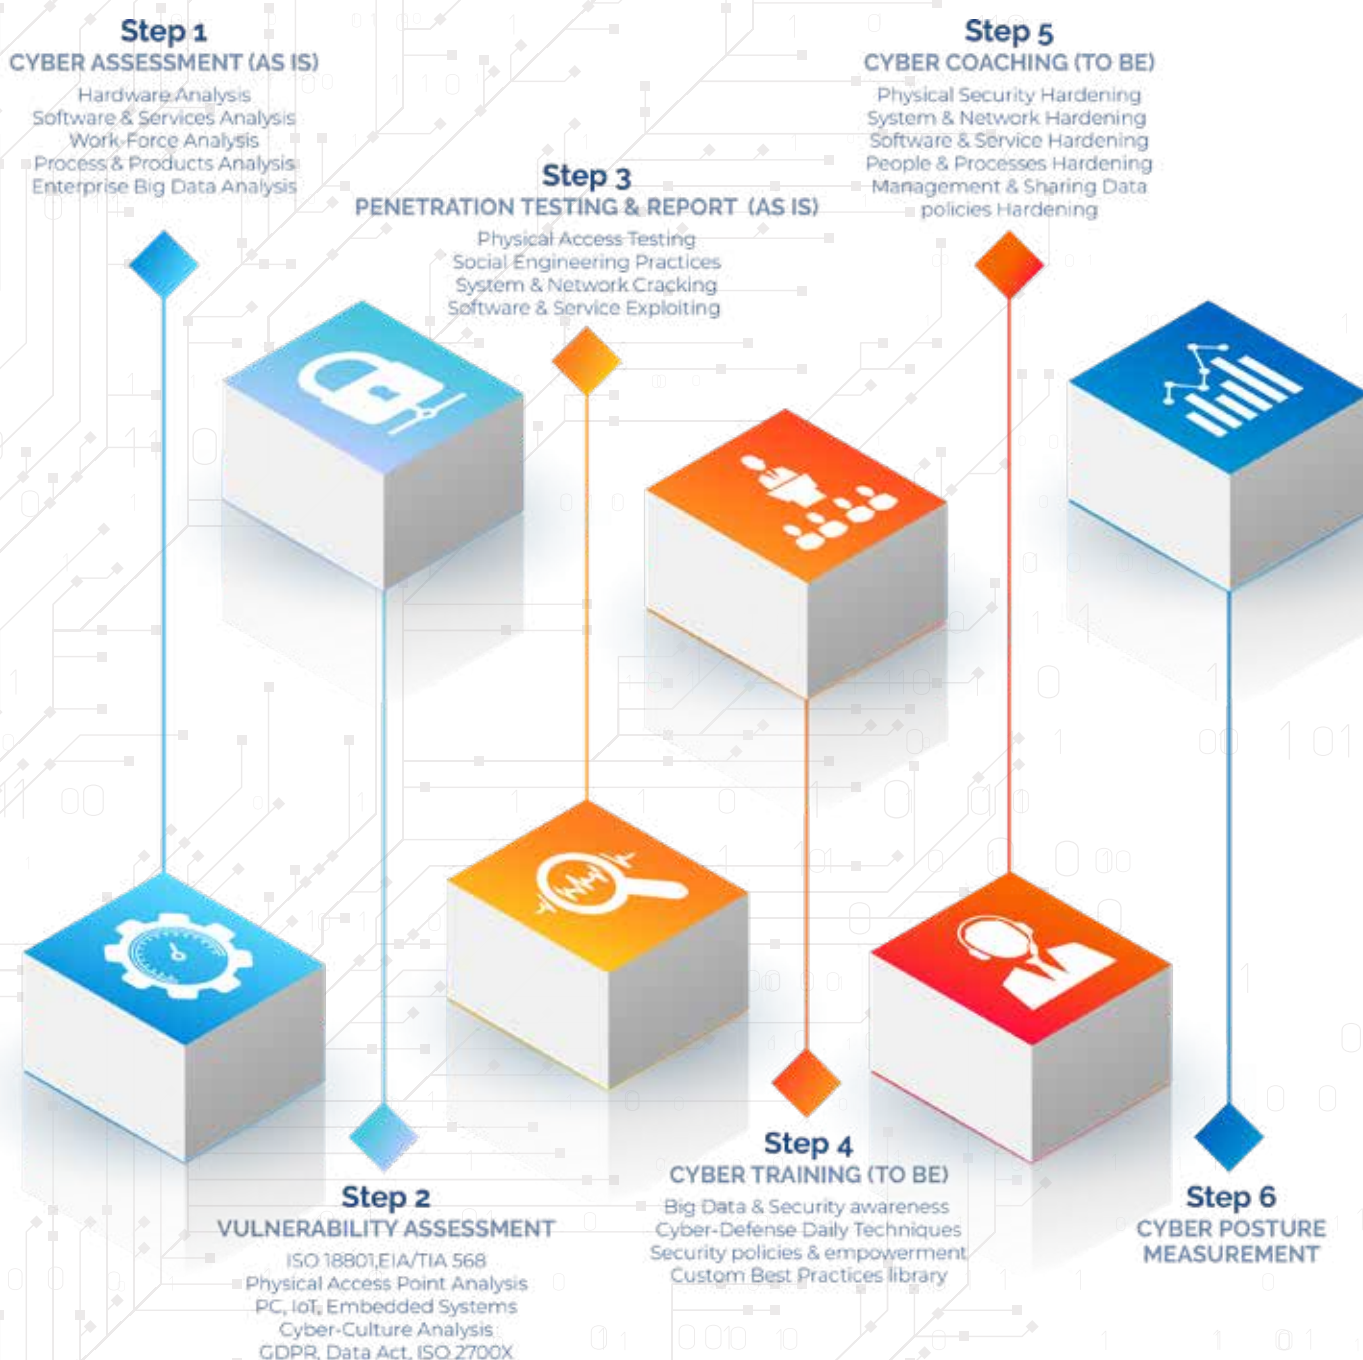 Step 1
CYBER ASSESSMENT (AS IS)
Hardware Analysis
Software & Services Analysis
Work-Force Analysis
Process & Products Analysis
Enterprise Big Data Analysis
Step 2
VULNERABILITY ASSESSMENT
ISO 18801,EIA/TIA 568
Physical Access Point Analysis
PC, IoT, Embedded Systems
Cyber-Culture Analysis
GDPR, Data Act, ISO 2700X
Step 3
PENETRATION TESTING & REPORT (AS IS)
Physical Access Testing
Social Engineering Practices
System & Network Cracking
Software & Service Exploiting
Step 4
CYBER TRAINING (TO BE)
Big Data & Security awareness
Cyber-Defense Daily Techniques
Security policies & empowerment
Custom Best Practices library
Step 5
CYBER COACHING (TO BE)
Physical Security Hardening
System & Network Hardening
Software & Service Hardening
People & Processes Hardening
Management & Sharing Data
policies Hardening
Step 6
CYBER POSTURE
MEASUREMENT